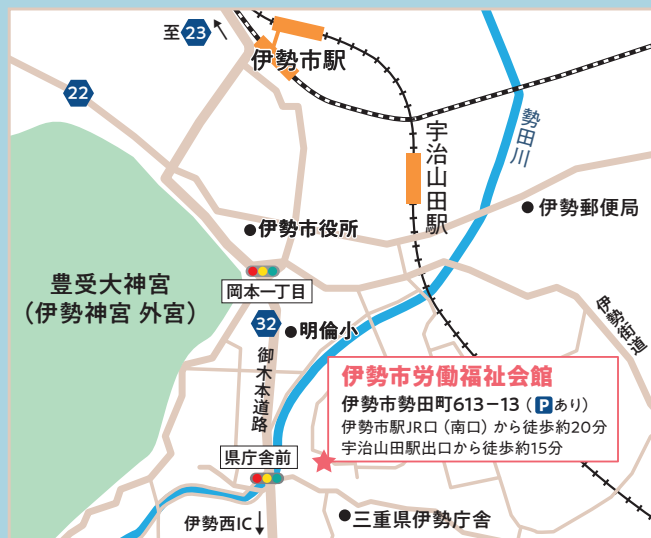 至23
伊勢市駅
22
勢田川
宇治山田駅
伊勢郵便局
伊勢市役所
豊受大神宮
（伊勢神宮 外宮）
岡本一丁目
伊勢街道
32
明倫小
御木本道路
伊勢市労働福祉会館
伊勢市勢田町613−13（Pあり）
伊勢市駅JR口（南口）から徒歩約20分
宇治山田駅出口から徒歩約15分
県庁舎前
伊勢西IC
三重県伊勢庁舎